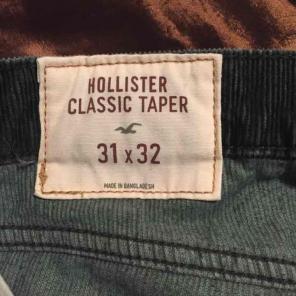 HOLLISTER
CLASSIC TAPER
31 x 32
MADE IN BANGLADESH